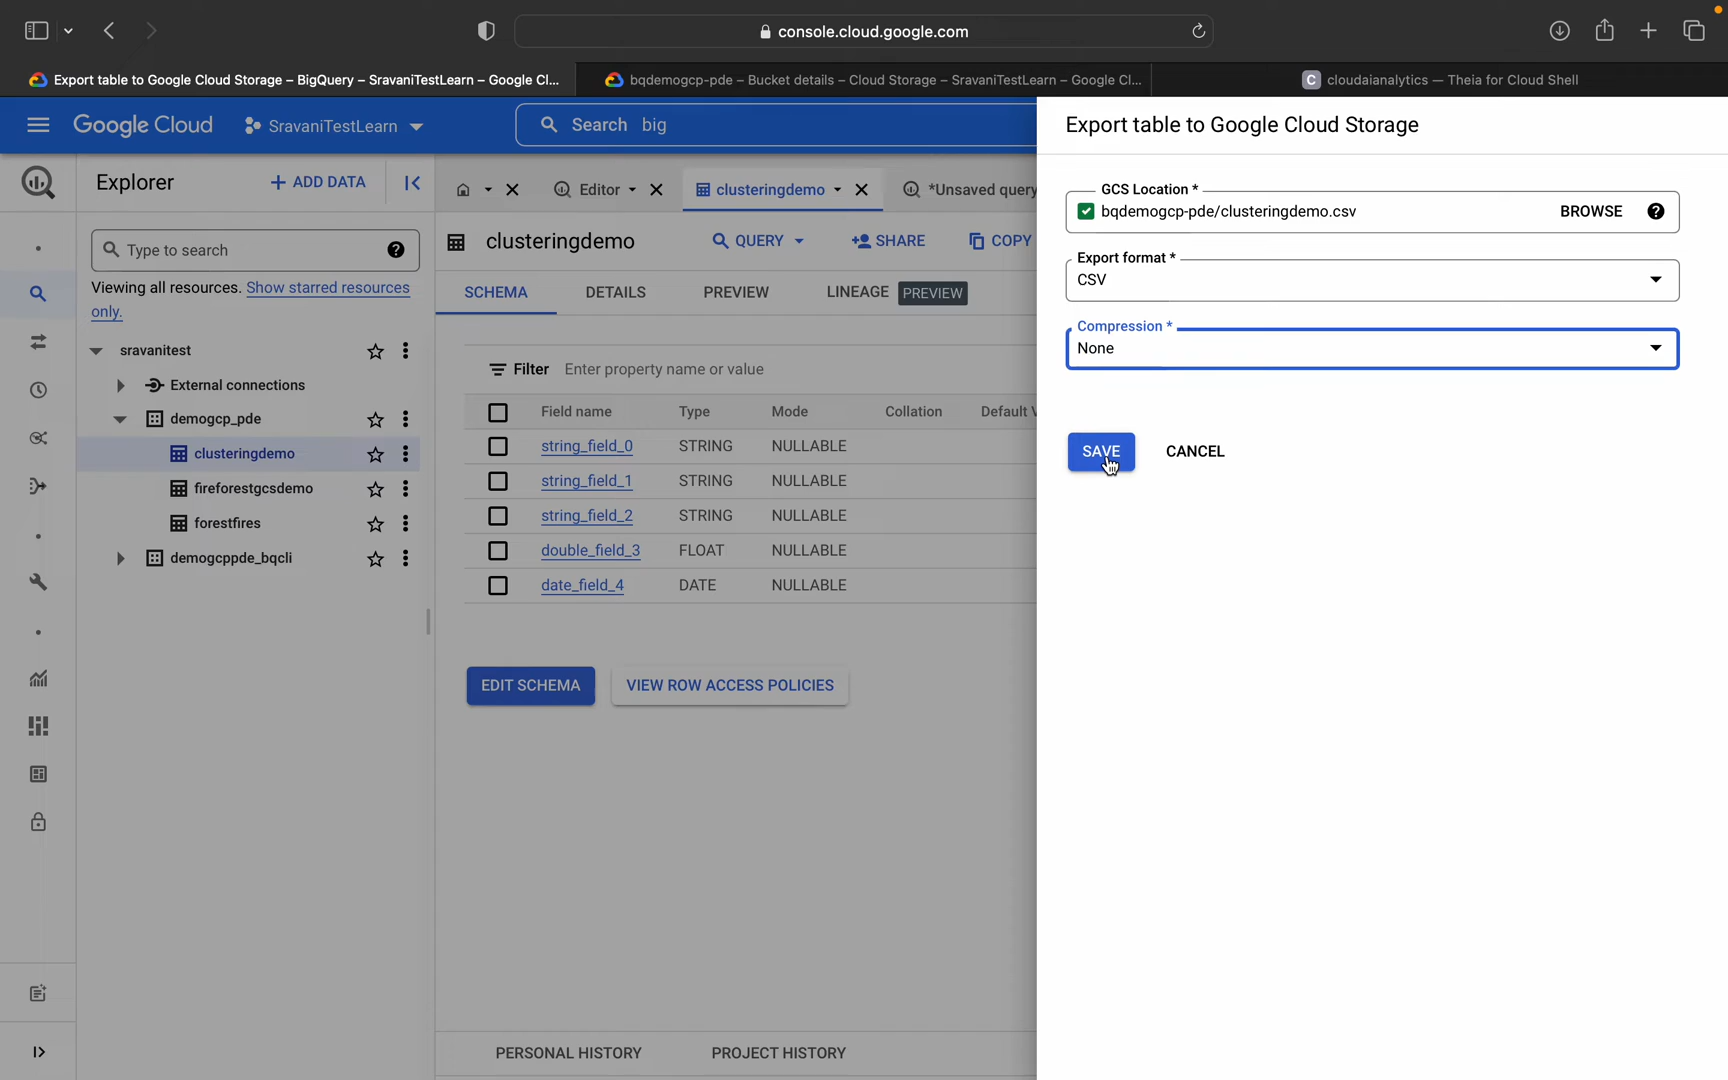 console.cloud.google.com
Export table to Google Cloud Storage – BigQuery – SravaniTestLearn – Google Cl...
bqdemogcp-pde – Bucket details – Cloud Storage – SravaniTestLearn – Google Cl...
C cloudaianalytics — Theia for Cloud Shell
Google Cloud
SravaniTestLearn
Search big
Export table to Google Cloud Storage
Explorer
+ ADD DATA
Editor
clusteringdemo
*Unsaved query
GCS Location *
bqdemogcp-pde/clusteringdemo.csv
BROWSE
Type to search
clusteringdemo
QUERY
SHARE
COPY
Export format *
CSV
Viewing all resources. Show starred resources
only.
SCHEMA
DETAILS
PREVIEW
LINEAGE
PREVIEW
Compression *
None
sravanitest
Filter Enter property name or value
External connections
Field name Type Mode Collation Default V
demogcp_pde
string_field_0 STRING NULLABLE
clusteringdemo
SAVE
CANCEL
string_field_1 STRING NULLABLE
fireforestgcsdemo
string_field_2 STRING NULLABLE
forestfires
double_field_3 FLOAT NULLABLE
demogcppde_bqcli
date_field_4 DATE NULLABLE
EDIT SCHEMA
VIEW ROW ACCESS POLICIES
PERSONAL HISTORY
PROJECT HISTORY